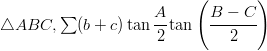 △ABC, ∑(b + c) tan A/2 tan ((B − C)/2)